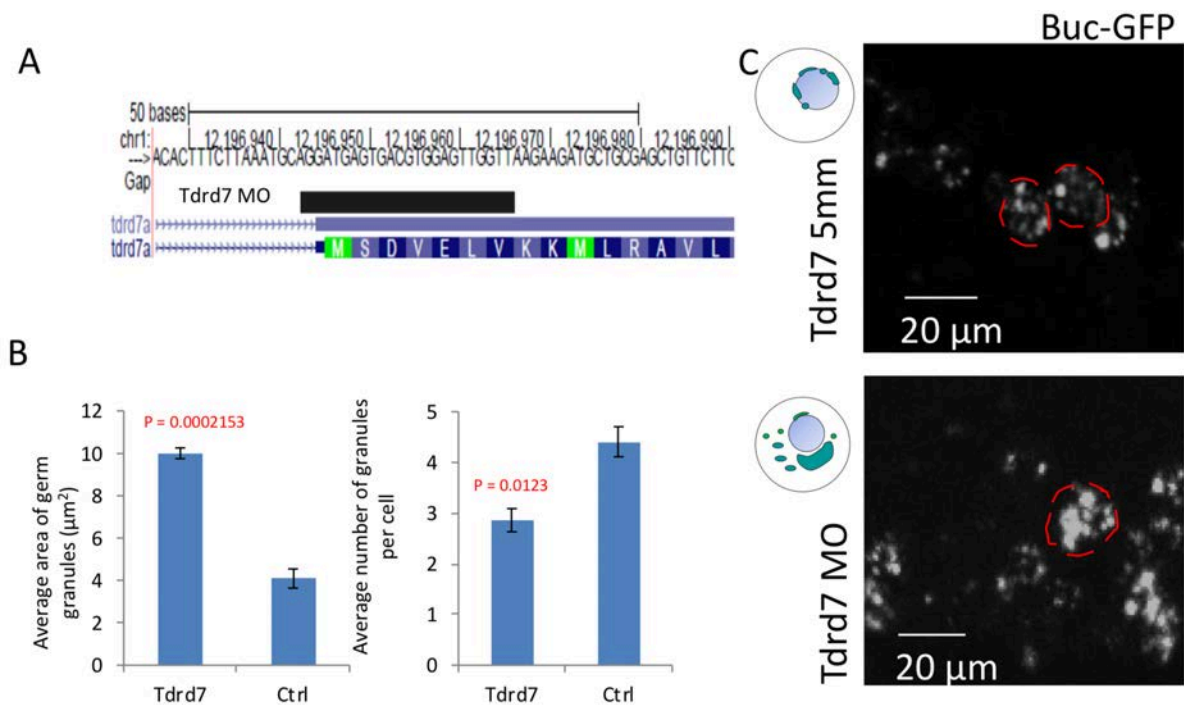 A
50 bases
chr1:
12,196,940
12,196,950
12,196,960
12,196,970
12,196,980
12,196,990
---> ACACTTTCTTAAATGCAGGATGAGTGACGTGGAGTTGGTTAAGAAGATGCTGCGAGCTGTTCTTC
Gap
Tdrd7 MO
tdrd7a
tdrd7a
M S D V E L V K K M L R A V L
B
Average area of germ
granules (µm²)
12
10
8
6
4
2
0
P = 0.0002153
Tdrd7
Ctrl
Average number of granules
per cell
5
4
3
2
1
0
P = 0.0123
Tdrd7
Ctrl
C
Buc-GFP
Tdrd7 5mm
20 µm
Tdrd7 MO
20 µm